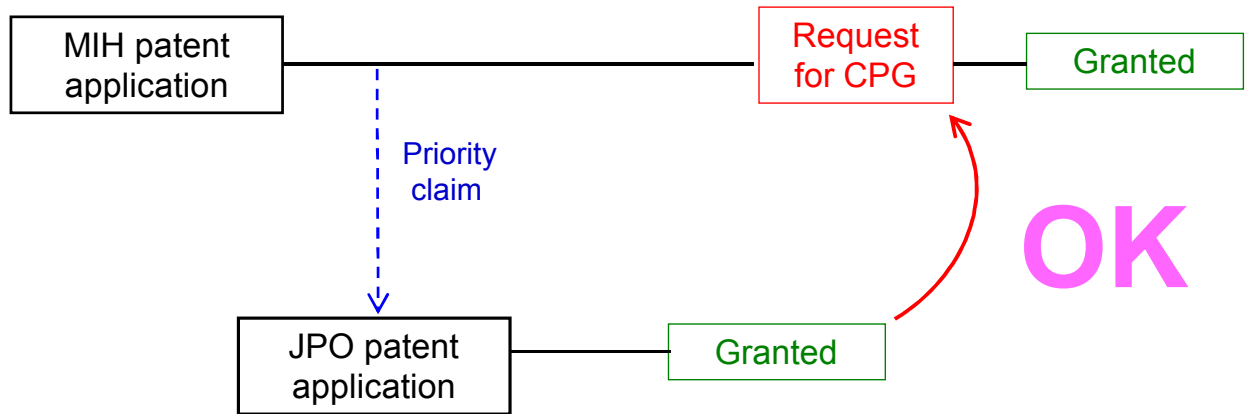 MIH patent
application
Request
for CPG
Granted
Priority
claim
OK
JPO patent
application
Granted